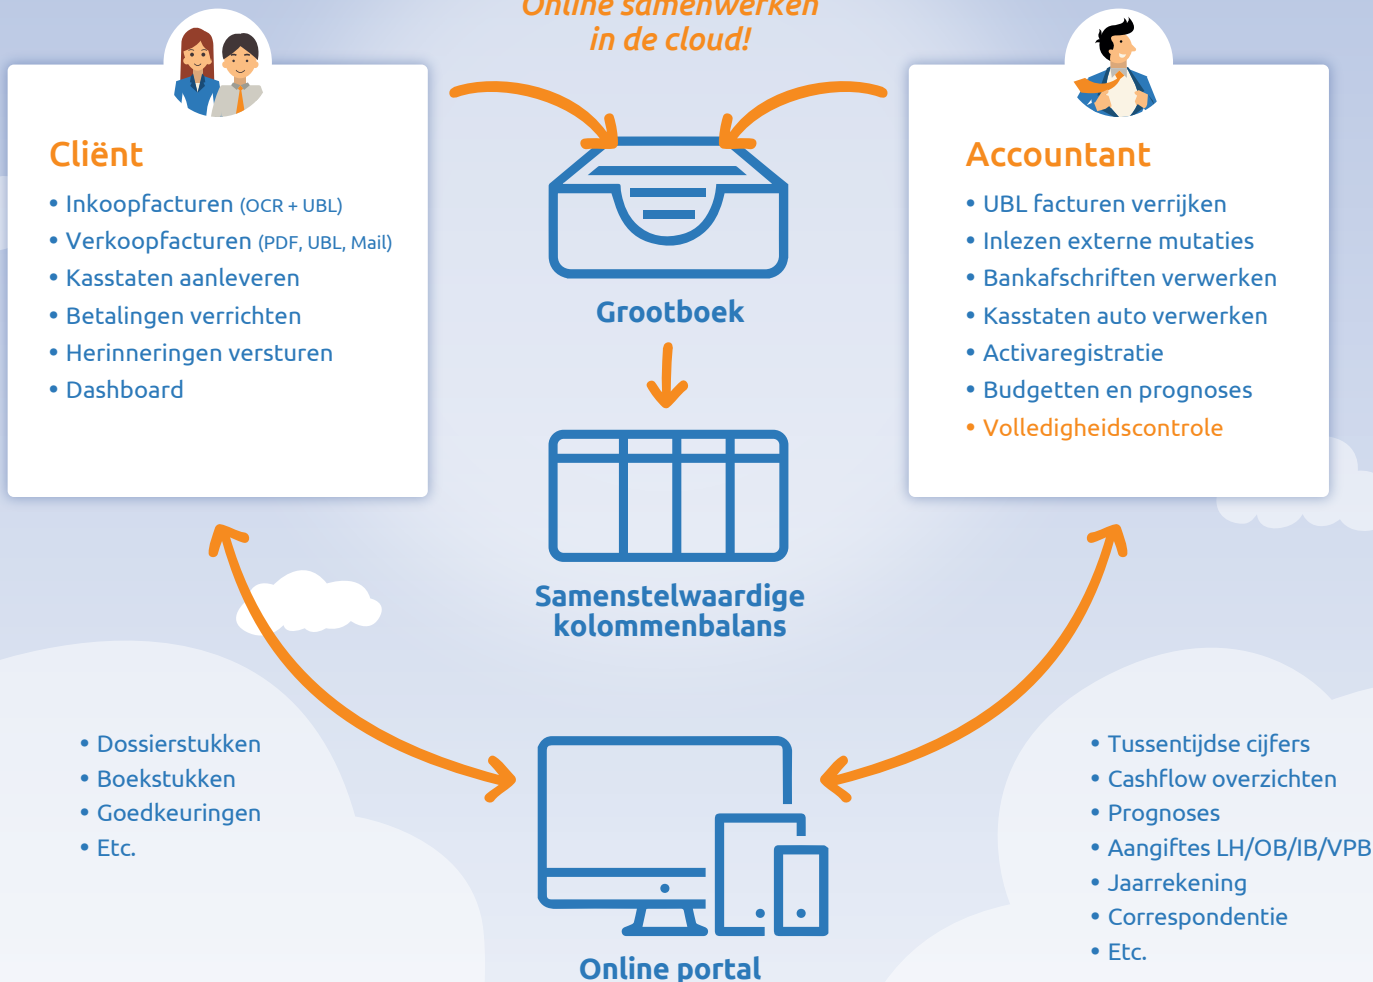 Online samenwerken
in de cloud!
Cliënt
• Inkoopfacturen (OCR + UBL)
• Verkoopfacturen (PDF, UBL, Mail)
• Kasstaten aanleveren
• Betalingen verrichten
• Herinneringen versturen
• Dashboard
Grootboek
Samenstelwaardige
kolommenbalans
Accountant
• UBL facturen verrijken
• Inlezen externe mutaties
• Bankafschriften verwerken
• Kasstaten auto verwerken
• Activaregistratie
• Budgetten en prognoses
• Volledigheidscontrole
• Dossierstukken
• Boekstukken
• Goedkeuringen
• Etc.
Online portal
• Tussentijdse cijfers
• Cashflow overzichten
• Prognoses
• Aangiftes LH/OB/IB/VPB
• Jaarrekening
• Correspondentie
• Etc.